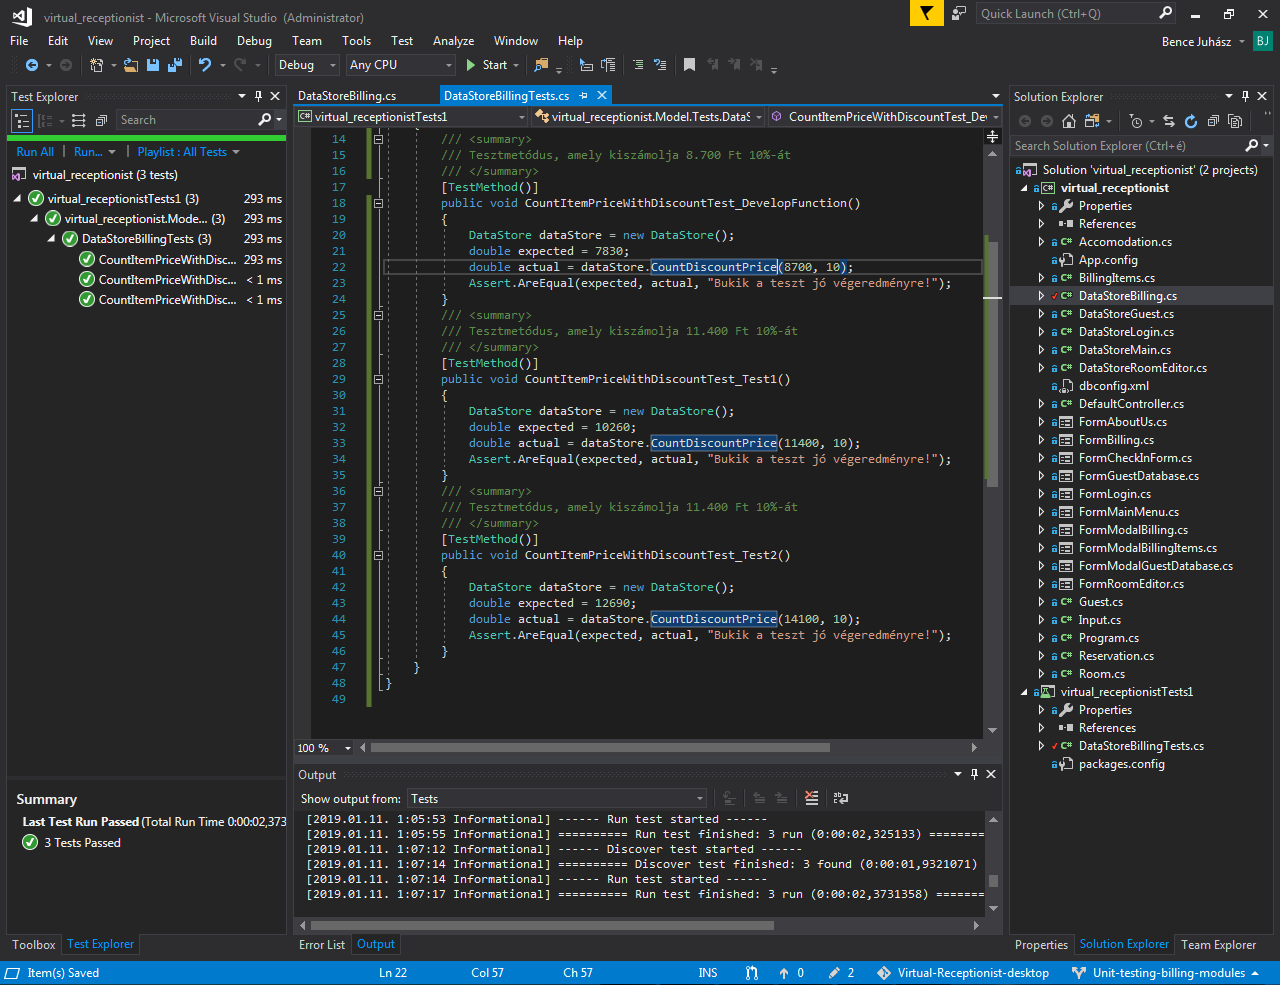 virtual_receptionist - Microsoft Visual Studio (Administrator)
Quick Launch (Ctrl+Q)
File Edit View Project Build Debug Team Tools Test Analyze Window Help
Bence Juhász BJ
Debug Any CPU Start
Test Explorer
Search
Run All | Run... | Playlist : All Tests
virtual_receptionist (3 tests)
virtual_receptionistTests1 (3) 293 ms
virtual_receptionist.Mode... (3) 293 ms
DataStoreBillingTests (3) 293 ms
CountItemPriceWithDisc... 293 ms
CountItemPriceWithDisc... < 1 ms
CountItemPriceWithDisc... < 1 ms
Summary
Last Test Run Passed (Total Run Time 0:00:02,373
3 Tests Passed
Toolbox Test Explorer
DataStoreBilling.cs DataStoreBillingTests.cs
virtual_receptionistTests1 virtual_receptionist.Model.Tests.DataS CountItemPriceWithDiscountTest_De
14 /// <summary>
15 /// Tesztmetódus, amely kiszámolja 8.700 Ft 10%-át
16 /// </summary>
17 [TestMethod()]
18 public void CountItemPriceWithDiscountTest_DevelopFunction()
19 {
20 DataStore dataStore = new DataStore();
21 double expected = 7830;
22 double actual = dataStore.CountDiscountPrice(8700, 10);
23 Assert.AreEqual(expected, actual, "Bukik a teszt jó végeredményre!");
24 }
25 /// <summary>
26 /// Tesztmetódus, amely kiszámolja 11.400 Ft 10%-át
27 /// </summary>
28 [TestMethod()]
29 public void CountItemPriceWithDiscountTest_Test1()
30 {
31 DataStore dataStore = new DataStore();
32 double expected = 10260;
33 double actual = dataStore.CountDiscountPrice(11400, 10);
34 Assert.AreEqual(expected, actual, "Bukik a teszt jó végeredményre!");
35 }
36 /// <summary>
37 /// Tesztmetódus, amely kiszámolja 11.400 Ft 10%-át
38 /// </summary>
39 [TestMethod()]
40 public void CountItemPriceWithDiscountTest_Test2()
41 {
42 DataStore dataStore = new DataStore();
43 double expected = 12690;
44 double actual = dataStore.CountDiscountPrice(14100, 10);
45 Assert.AreEqual(expected, actual, "Bukik a teszt jó végeredményre!");
46 }
47 }
48 }
49
100 %
Output
Show output from: Tests
[2019.01.11. 1:05:53 Informational] ------ Run test started ------
[2019.01.11. 1:05:55 Informational] ========== Run test finished: 3 run (0:00:02,325133) ========
[2019.01.11. 1:07:12 Informational] ------ Discover test started ------
[2019.01.11. 1:07:14 Informational] ========== Discover test finished: 3 found (0:00:01,9321071)
[2019.01.11. 1:07:14 Informational] ------ Run test started ------
[2019.01.11. 1:07:17 Informational] ========== Run test finished: 3 run (0:00:02,3731358) =======
Error List Output
Solution Explorer
Search Solution Explorer (Ctrl+é)
Solution 'virtual_receptionist' (2 projects)
virtual_receptionist
Properties
References
Accomodation.cs
App.config
BillingItems.cs
DataStoreBilling.cs
DataStoreGuest.cs
DataStoreLogin.cs
DataStoreMain.cs
DataStoreRoomEditor.cs
dbconfig.xml
DefaultController.cs
FormAboutUs.cs
FormBilling.cs
FormCheckInForm.cs
FormGuestDatabase.cs
FormLogin.cs
FormMainMenu.cs
FormModalBilling.cs
FormModalBillingItems.cs
FormModalGuestDatabase.cs
FormRoomEditor.cs
Guest.cs
Input.cs
Program.cs
Reservation.cs
Room.cs
virtual_receptionistTests1
Properties
References
DataStoreBillingTests.cs
packages.config
Properties Solution Explorer Team Explorer
Item(s) Saved Ln 22 Col 57 Ch 57 INS 0 2 Virtual-Receptionist-desktop Unit-testing-billing-modules